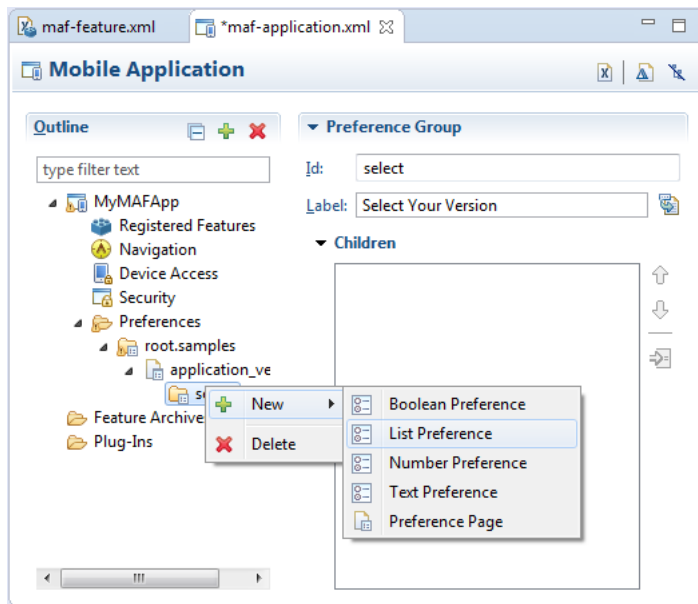 maf-feature.xml
*maf-application.xml
Mobile Application
Outline
type filter text
MyMAFApp
Registered Features
Navigation
Device Access
Security
Preferences
root.samples
application_ve
Feature Archive
Plug-Ins
Preference Group
Id: select
Label: Select Your Version
Children
New
Delete
Boolean Preference
List Preference
Number Preference
Text Preference
Preference Page